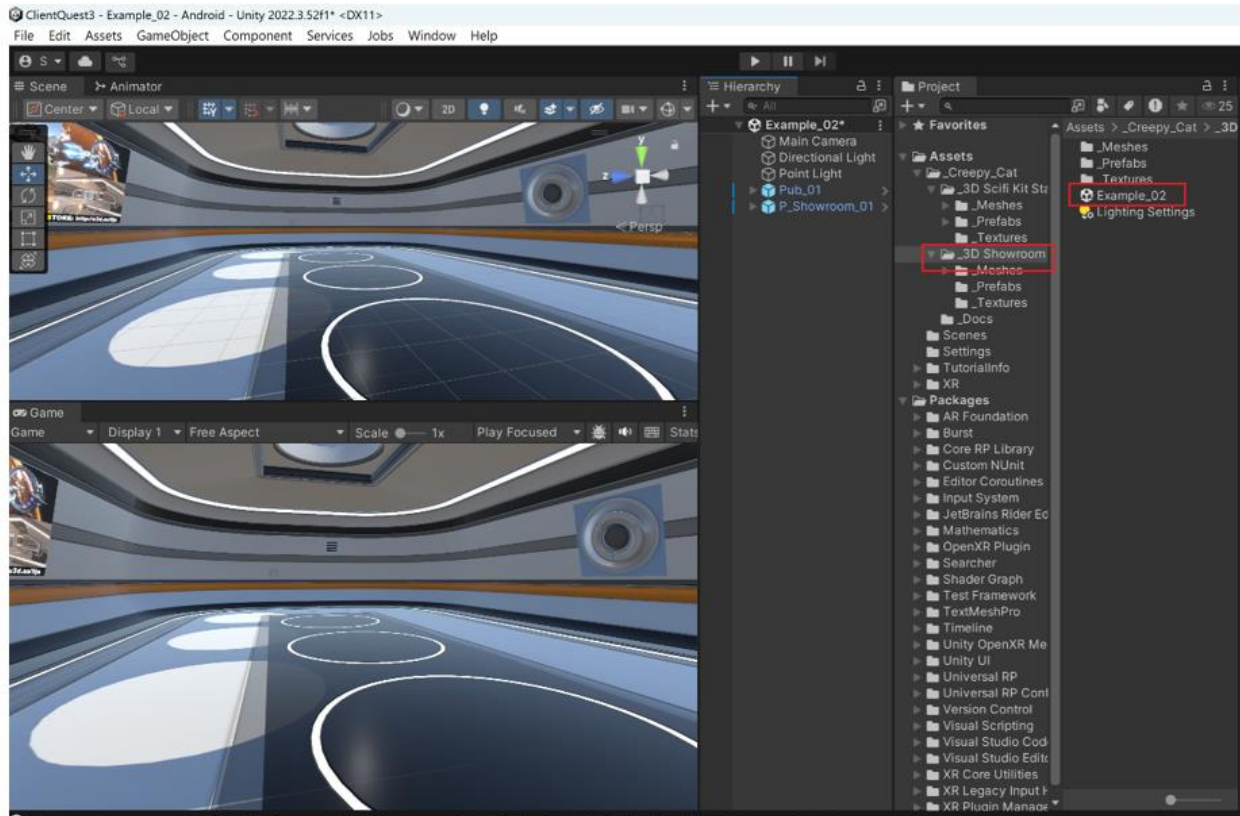 ClientQuest3 - Example_02 - Android - Unity 2022.3.52f1* <DX11>
File Edit Assets GameObject Component Services Jobs Window Help
S
Scene Animator
Center Local 2D
STORE:
y
z
Persp
Game
Game Display 1 Free Aspect Scale 1x Play Focused Stats
Hierarchy
All
Example_02*
Main Camera
Directional Light
Point Light
Pub_01
P_Showroom_01
Project
25
Favorites
Assets
_Creepy_Cat
_3D Scifi Kit Sta
_Meshes
_Prefabs
_Textures
_3D Showroom
_Meshes
_Prefabs
_Textures
_Docs
Scenes
Settings
TutorialInfo
XR
Packages
AR Foundation
Burst
Core RP Library
Custom NUnit
Editor Coroutines
Input System
JetBrains Rider Ed
Mathematics
OpenXR Plugin
Searcher
Shader Graph
Test Framework
TextMeshPro
Timeline
Unity OpenXR Me
Unity UI
Universal RP
Universal RP Conf
Version Control
Visual Scripting
Visual Studio Cod
Visual Studio Edito
XR Core Utilities
XR Legacy Input H
XR Plugin Manage
Assets > _Creepy_Cat > _3D
_Meshes
_Prefabs
_Textures
Example_02
Lighting Settings